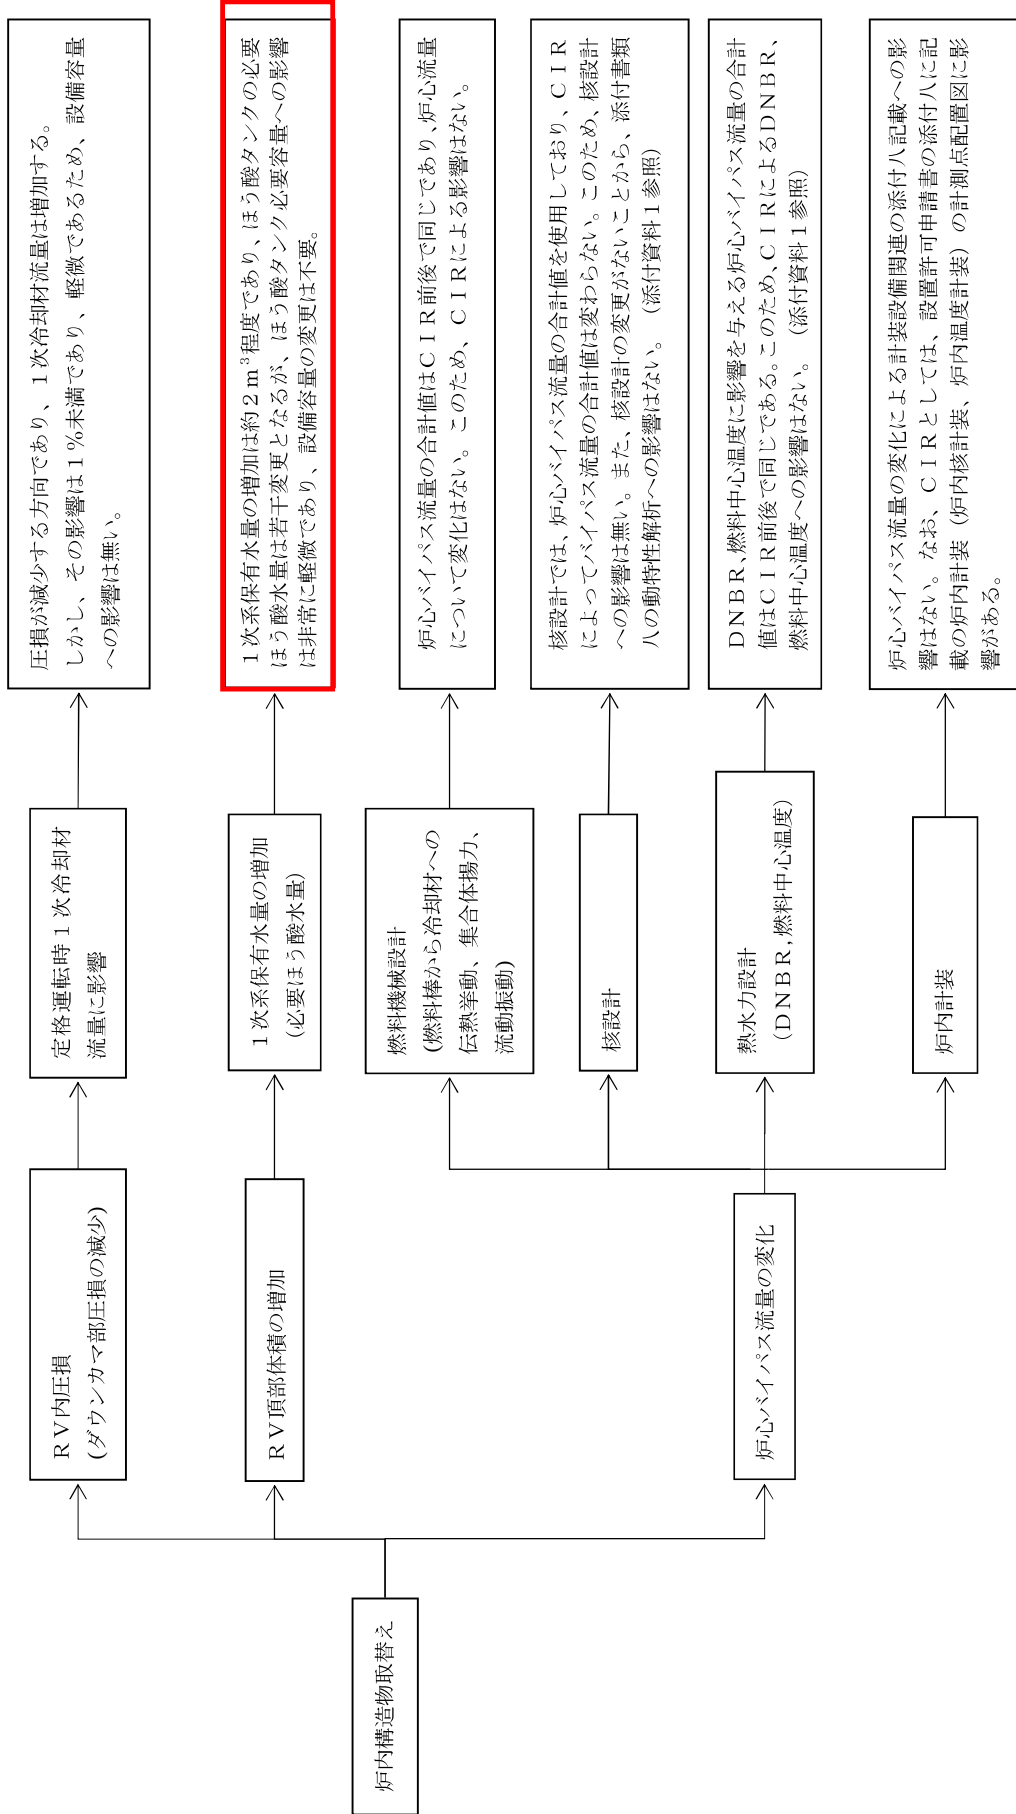 炉内構造物取替え
ＲＶ内圧損
(ダウンカマ部圧損の減少)
定格運転時１次冷却材
流量に影響
圧損が減少する方向であり、１次冷却材流量は増加する。
しかし、その影響は１％未満であり、軽微であるため、設備容量
への影響は無い。
ＲＶ頂部体積の増加
１次系保有水量の増加
(必要ほう酸水量)
１次系保有水量の増加は約２ｍ³程度であり、ほう酸タンクの必要
ほう酸水量は若干変更となるが、ほう酸タンク必要容量への影響
は非常に軽微であり、設備容量の変更は不要。
炉心バイパス流量の変化
燃料機械設計
(燃料棒から冷却材への
伝熱挙動、集合体揚力、
流動振動)
炉心バイパス流量の合計値はＣＩＲ前後で同じであり、炉心流量
について変化はない。このため、ＣＩＲによる影響はない。
核設計
核設計では、炉心バイパス流量の合計値を使用しており、ＣＩＲ
によってバイパス流量の合計値は変わらない。このため、核設計
への影響は無い。また、核設計の変更がないことから、添付書類
八の動特性解析への影響はない。（添付資料１参照）
熱水力設計
(ＤＮＢＲ,燃料中心温度)
ＤＮＢＲ、燃料中心温度に影響を与える炉心バイパス流量の合計
値はＣＩＲ前後で同じである。このため、ＣＩＲによるＤＮＢＲ、
燃料中心温度への影響はない。（添付資料１参照）
炉内計装
炉心バイパス流量の変化による計装設備関連の添付八記載への影
響はない。なお、ＣＩＲとしては、設置許可申請書の添付八に記
載の炉内計装（炉内核計装、炉内温度計装）の計測点配置図に影
響がある。